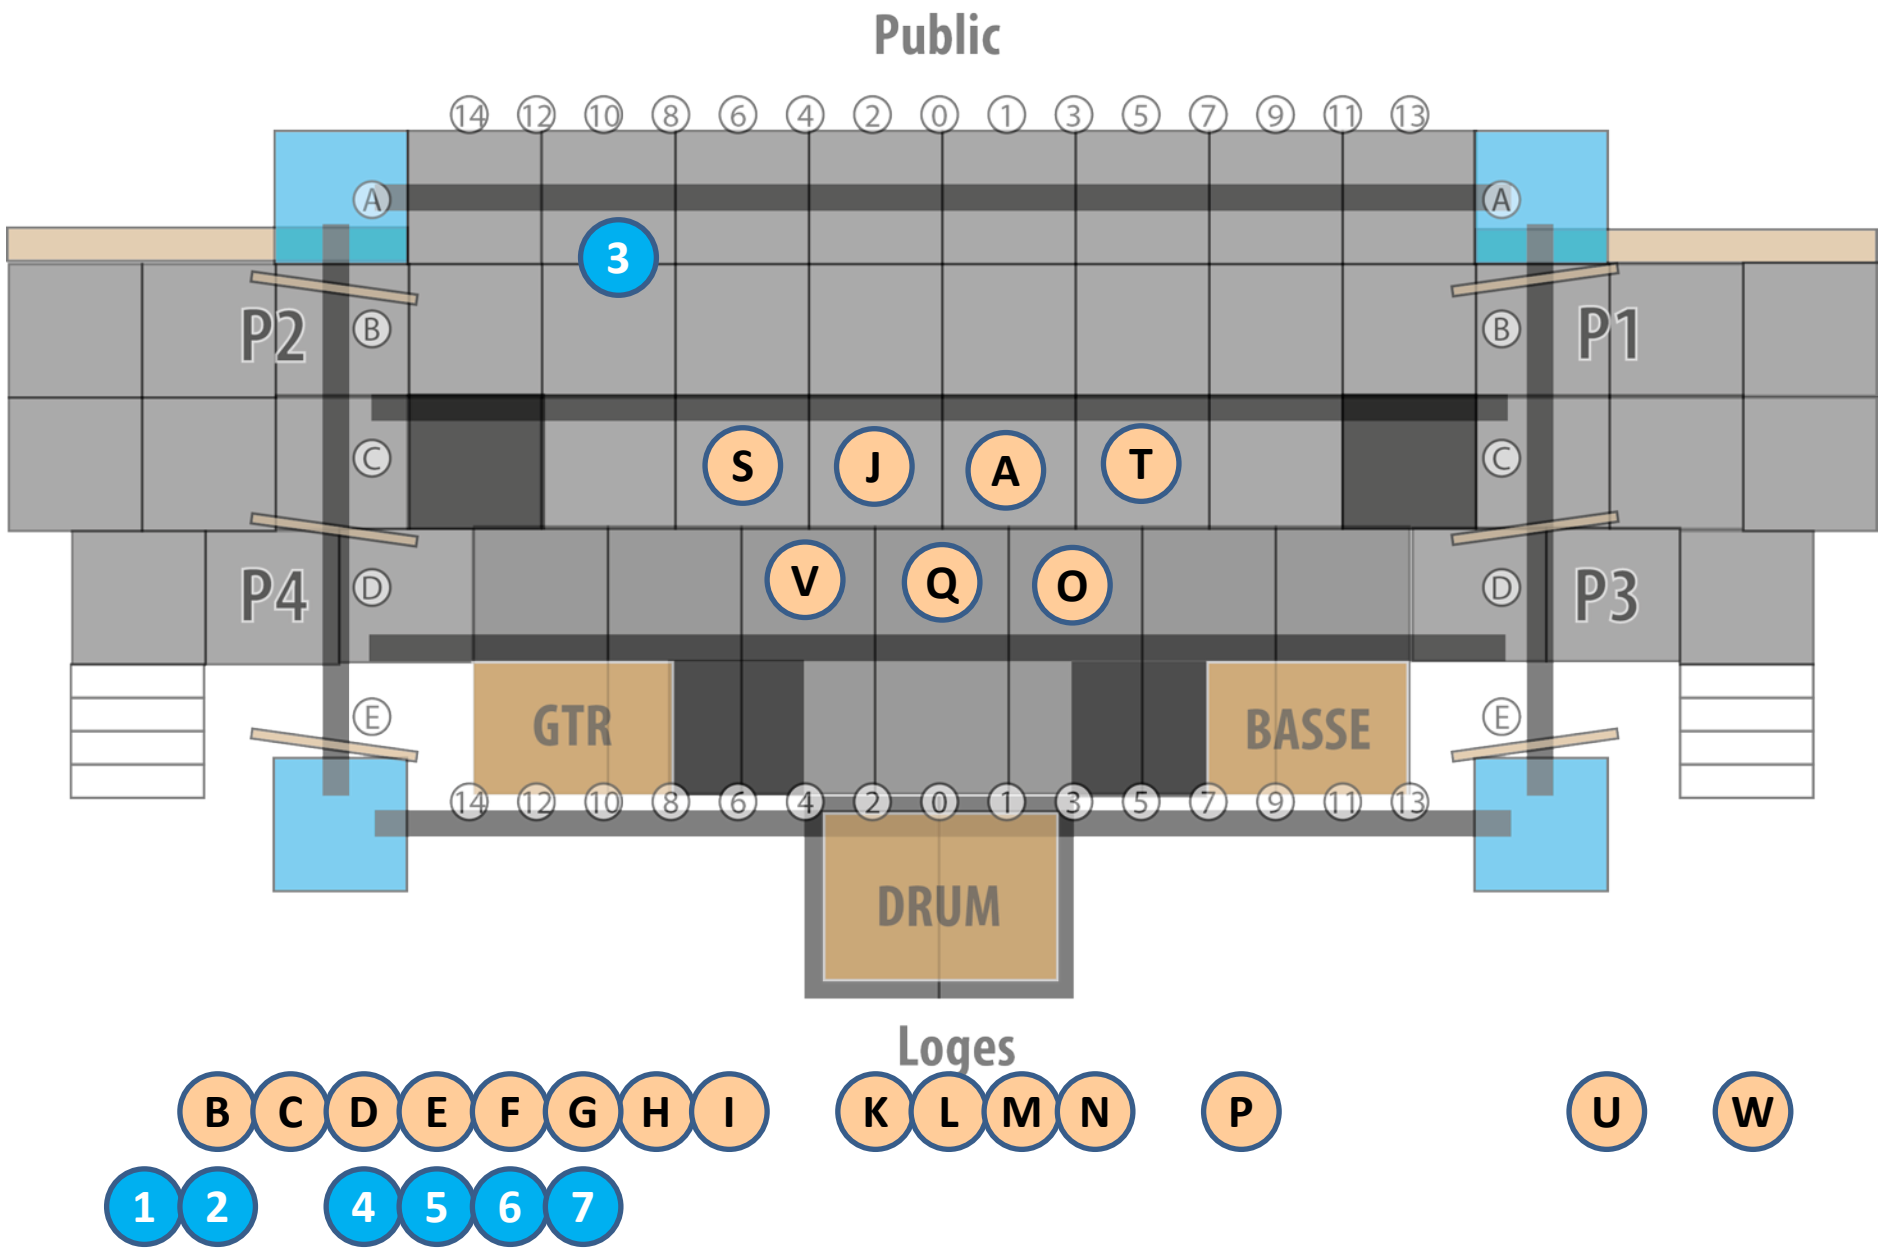 Public
14 12 10 8 6 4 2 0 1 3 5 7 9 11 13
A A
3
P2 B B P1
C S J A T C
P4 D V Q O D P3
E GTR BASSE E
14 12 10 8 6 4 2 0 1 3 5 7 9 11 13
DRUM
Loges
B C D E F G H I K L M N P U W
1 2 4 5 6 7